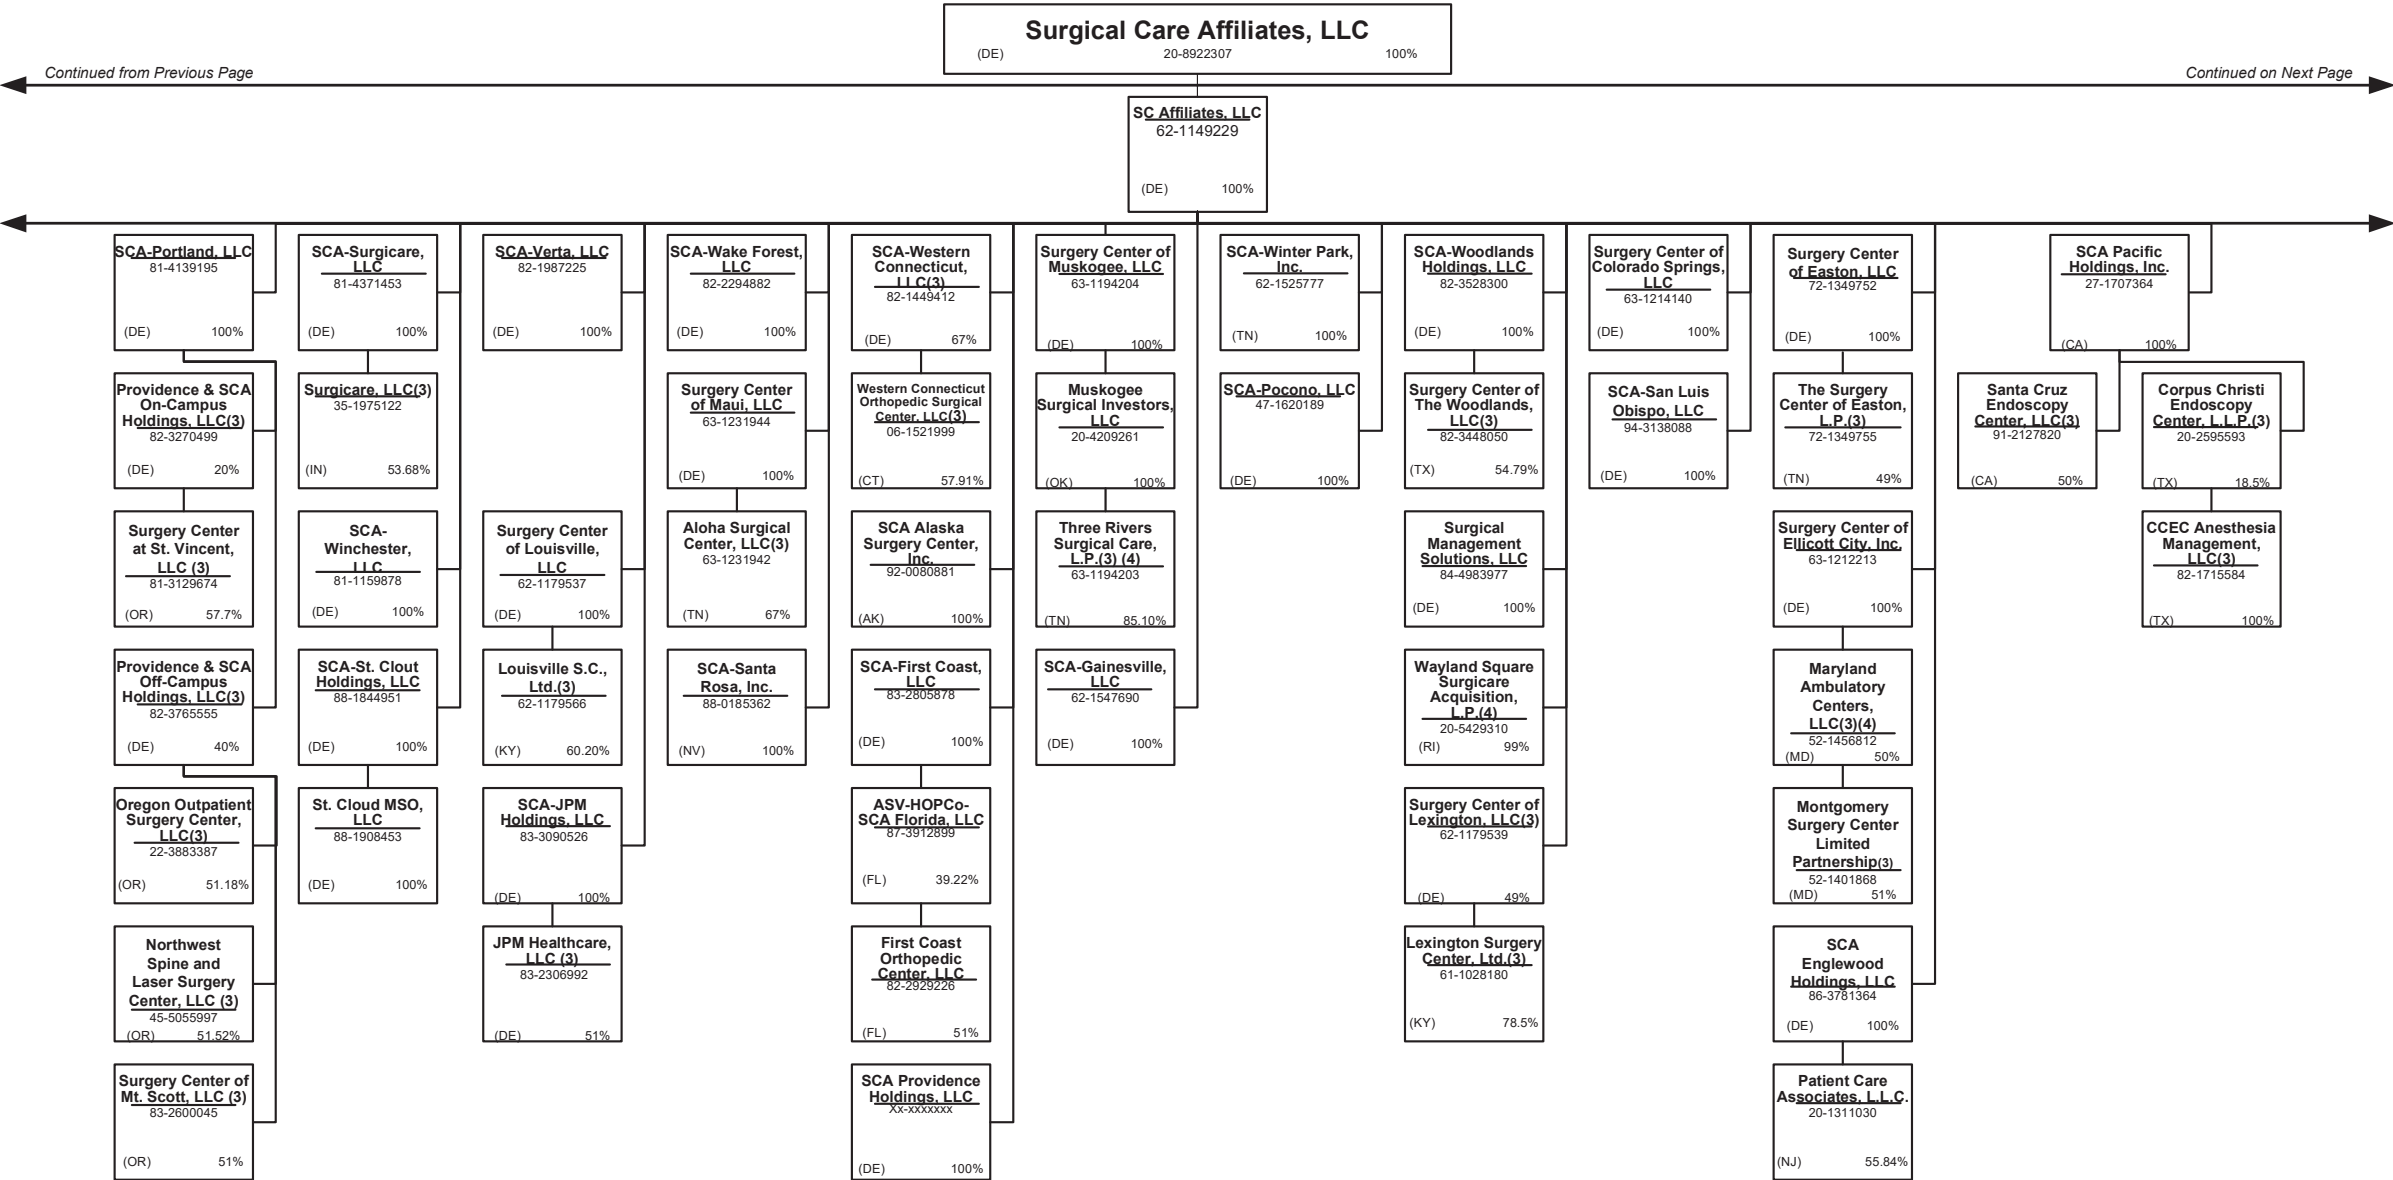 Surgical Care Affiliates, LLC
(DE) 20-8922307 100%
Continued from Previous Page
Continued on Next Page
SC Affiliates, LLC
62-1149229
(DE) 100%
SCA-Portland, LLC
81-4139195
(DE) 100%
Providence & SCA
On-Campus
Holdings, LLC(3)
82-3270499
(DE) 20%
Surgery Center
at St. Vincent,
LLC (3)
81-3129674
(OR) 57.7%
Providence & SCA
Off-Campus
Holdings, LLC(3)
82-3765555
(DE) 40%
Oregon Outpatient
Surgery Center,
LLC(3)
22-3883387
(OR) 51.18%
Northwest
Spine and
Laser Surgery
Center, LLC (3)
45-5055997
(OR) 51.52%
Surgery Center of
Mt. Scott, LLC (3)
83-2600045
(OR) 51%
SCA-Surgicare,
LLC
81-4371453
(DE) 100%
Surgicare, LLC(3)
35-1975122
(IN) 53.68%
SCA-
Winchester,
LLC
81-1159878
(DE) 100%
SCA-St. Clout
Holdings, LLC
88-1844951
(DE) 100%
St. Cloud MSO,
LLC
88-1908453
(DE) 100%
SCA-Verta, LLC
82-1987225
(DE) 100%
Surgery Center
of Louisville,
LLC
62-1179537
(DE) 100%
Louisville S.C.,
Ltd.(3)
62-1179566
(KY) 60.20%
SCA-JPM
Holdings, LLC
83-3090526
(DE) 100%
JPM Healthcare,
LLC (3)
83-2306992
(DE) 51%
SCA-Wake Forest,
LLC
82-2294882
(DE) 100%
Surgery Center
of Maui, LLC
63-1231944
(DE) 100%
Aloha Surgical
Center, LLC(3)
63-1231942
(TN) 67%
SCA-Santa
Rosa, Inc.
88-0185362
(NV) 100%
SCA-Western
Connecticut,
LLC(3)
82-1449412
(DE) 67%
Western Connecticut
Orthopedic Surgical
Center, LLC(3)
06-1521999
(CT) 57.91%
SCA Alaska
Surgery Center,
Inc.
92-0080881
(AK) 100%
SCA-First Coast,
LLC
83-2805878
(DE) 100%
ASV-HOPCo-
SCA Florida, LLC
87-3912899
(FL) 39.22%
First Coast
Orthopedic
Center, LLC
82-2929226
(FL) 51%
SCA Providence
Holdings, LLC
Xx-xxxxxxx
(DE) 100%
Surgery Center of
Muskogee, LLC
63-1194204
(DE) 100%
Muskogee
Surgical Investors,
LLC
20-4209261
(OK) 100%
Three Rivers
Surgical Care,
L.P.(3) (4)
63-1194203
(TN) 85.10%
SCA-Gainesville,
LLC
62-1547690
(DE) 100%
SCA-Winter Park,
Inc.
62-1525777
(TN) 100%
SCA-Pocono, LLC
47-1620189
(DE) 100%
SCA-Woodlands
Holdings, LLC
82-3528300
(DE) 100%
Surgery Center of
The Woodlands,
LLC(3)
82-3448050
(TX) 54.79%
Surgical
Management
Solutions, LLC
84-4983977
(DE) 100%
Wayland Square
Surgicare
Acquisition,
L.P.(4)
20-5429310
(RI) 99%
Surgery Center of
Lexington, LLC(3)
62-1179539
(DE) 49%
Lexington Surgery
Center, Ltd.(3)
61-1028180
(KY) 78.5%
Surgery Center of
Colorado Springs,
LLC
63-1214140
(DE) 100%
SCA-San Luis
Obispo, LLC
94-3138088
(DE) 100%
Surgery Center
of Easton, LLC
72-1349752
(DE) 100%
The Surgery
Center of Easton,
L.P.(3)
72-1349755
(TN) 49%
Surgery Center of
Ellicott City, Inc.
63-1212213
(DE) 100%
Maryland
Ambulatory
Centers,
LLC(3)(4)
52-1456812
(MD) 50%
Montgomery
Surgery Center
Limited
Partnership(3)
52-1401868
(MD) 51%
SCA
Englewood
Holdings, LLC
86-3781364
(DE) 100%
Patient Care
Associates, L.L.C.
20-1311030
(NJ) 55.84%
SCA Pacific
Holdings, Inc.
27-1707364
(CA) 100%
Santa Cruz
Endoscopy
Center, LLC(3)
91-2127820
(CA) 50%
Corpus Christi
Endoscopy
Center, L.L.P.(3)
20-2595593
(TX) 18.5%
CCEC Anesthesia
Management,
LLC(3)
82-1715584
(TX) 100%